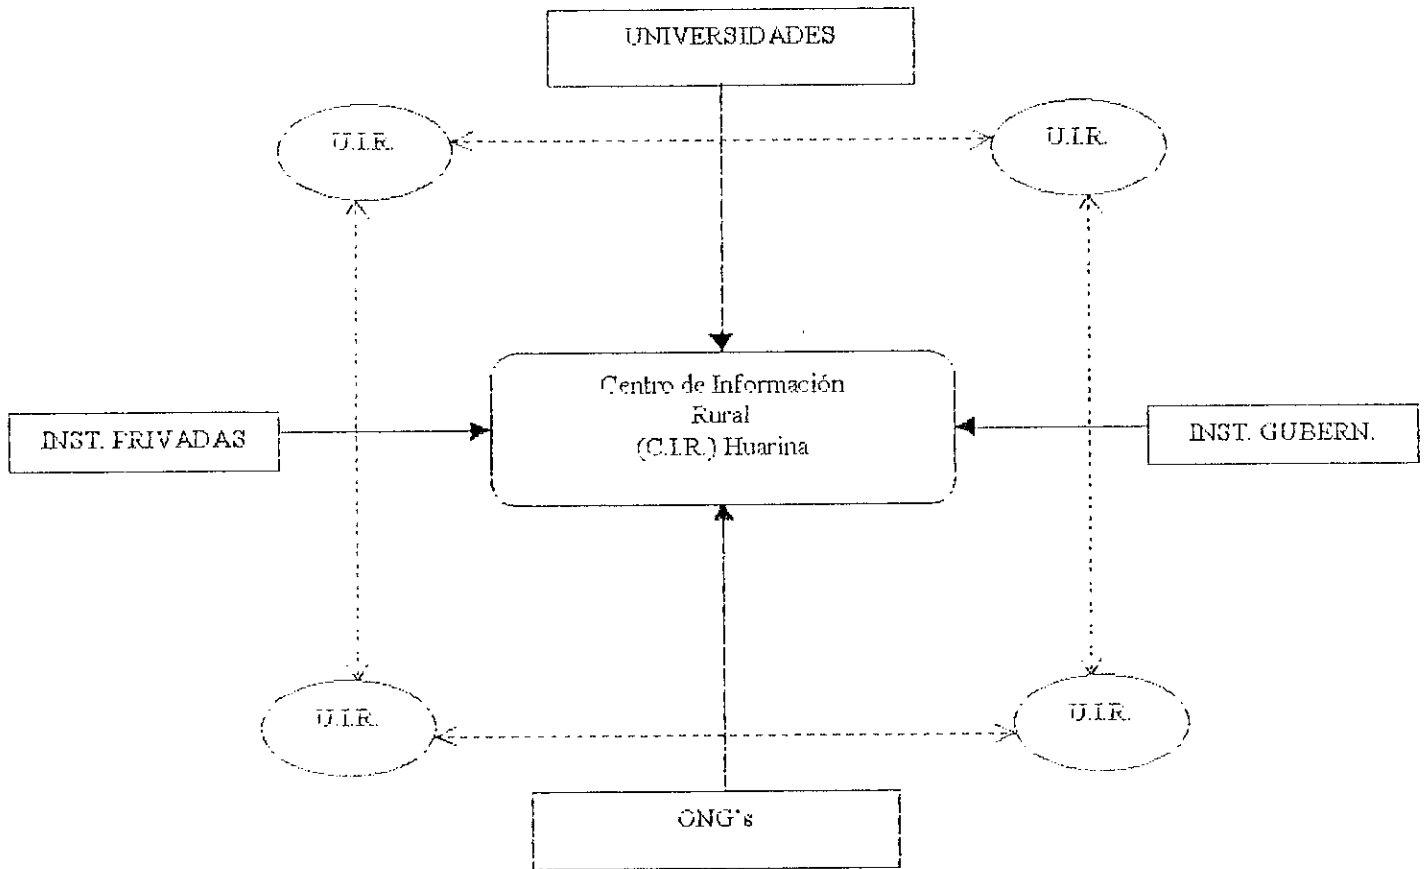 UNIVERSIDADES
U.I.R.
U.I.R.
Centro de Información
Rural
(C.I.R.) Huarina
INST. PRIVADAS
INST. GUBERN.
U.I.R.
U.I.R.
ONG's